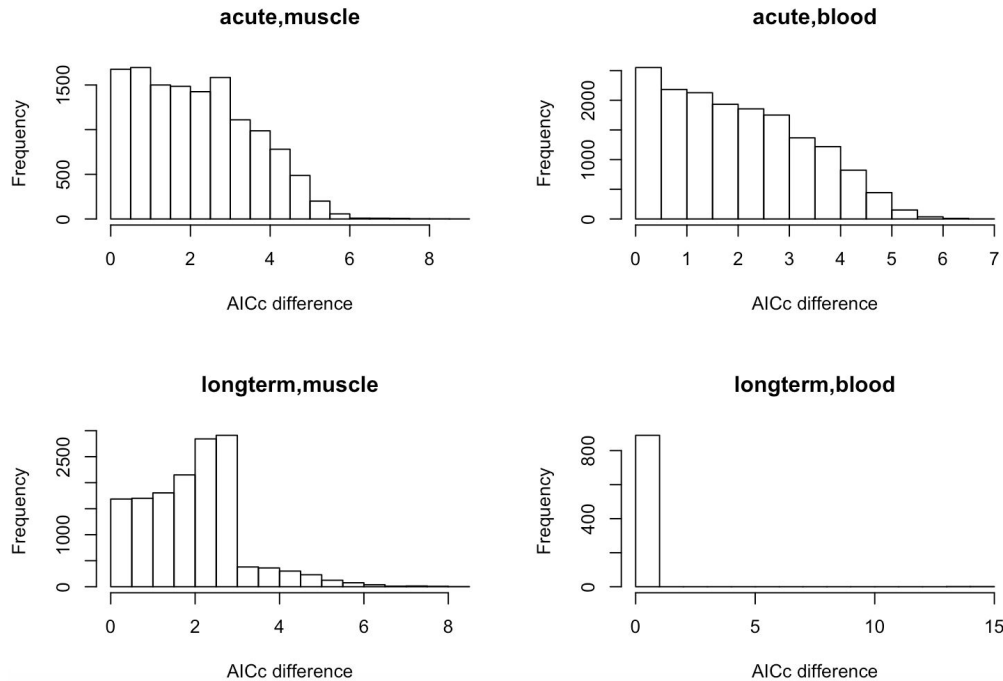 acute,muscle
Frequency
0
500
1500
0 2 4 6 8
AICc difference
acute,blood
Frequency
0
1000
2000
0 1 2 3 4 5 6 7
AICc difference
longterm,muscle
Frequency
0
1000
2500
0 2 4 6 8
AICc difference
longterm,blood
Frequency
0
400
800
0 5 10 15
AICc difference